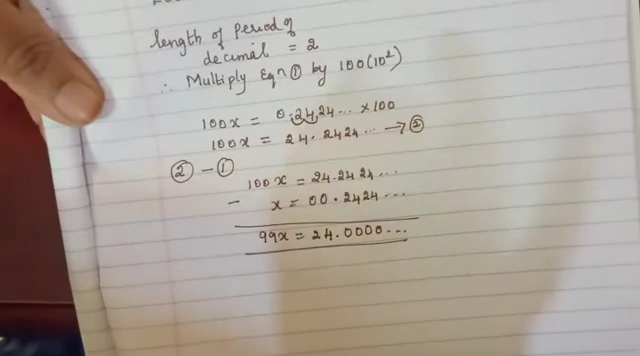 length of Period of
decimal = 2
∴ Multiply Eqn ① by 100(10²)
100x = 0.2424... ×100
100x = 24.2424... → ②
② - ①
100x = 24.2424...
- x = 00.2424...
99x = 24.0000...